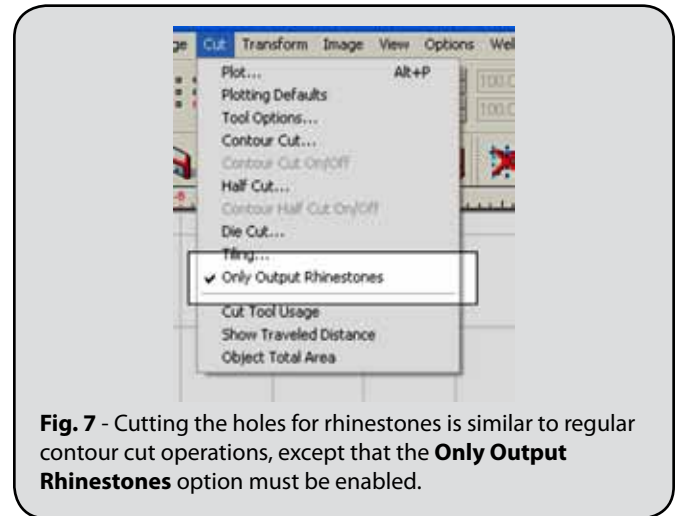 Cut Transform Image View Options
Plot... Alt+P
Plotting Defaults
Tool Options...
Contour Cut...
Contour Cut On/Off
Half Cut...
Contour Half Cut On/Off
Die Cut...
Tiling...
✔ Only Output Rhinestones
Cut Tool Usage
Show Traveled Distance
Object Total Area
Fig. 7 - Cutting the holes for rhinestones is similar to regular
contour cut operations, except that the Only Output
Rhinestones option must be enabled.